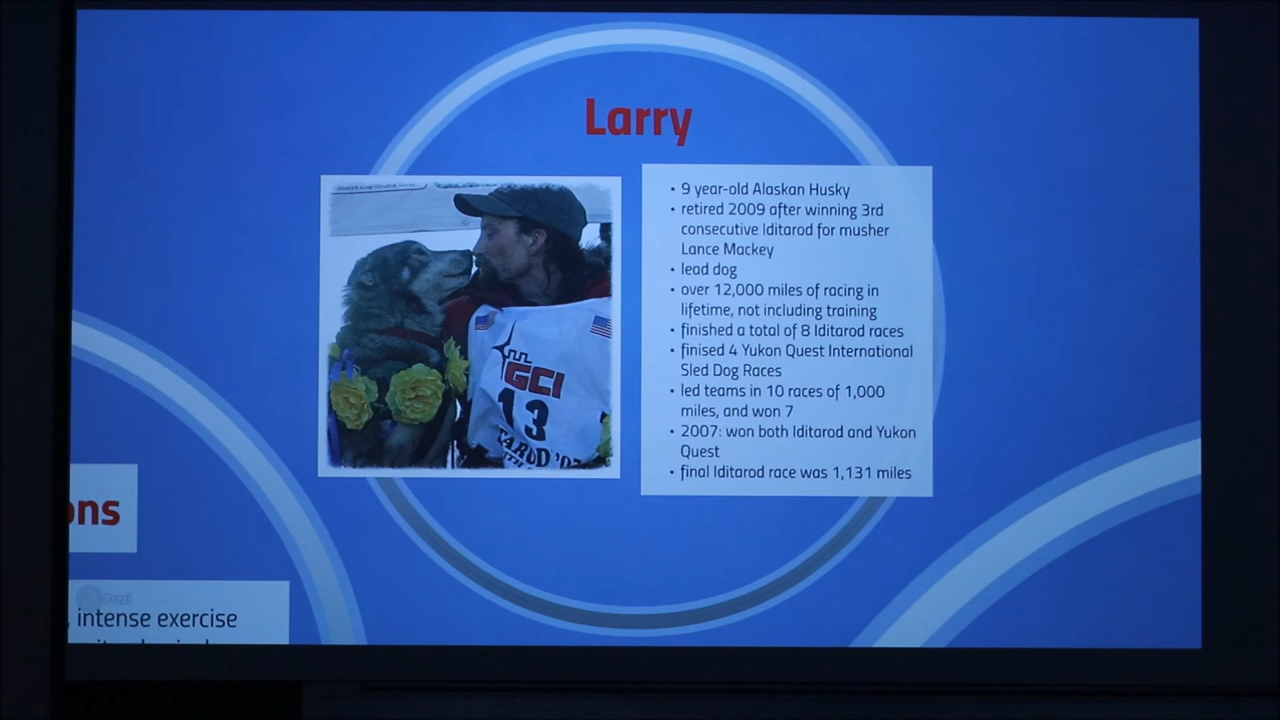 Larry
• 9 year-old Alaskan Husky
• retired 2009 after winning 3rd
consecutive Iditarod for musher
Lance Mackey
• lead dog
• over 12,000 miles of racing in
lifetime, not including training
• finished a total of 8 Iditarod races
• finised 4 Yukon Quest International
Sled Dog Races
• led teams in 10 races of 1,000
miles, and won 7
• 2007: won both Iditarod and Yukon
Quest
• final Iditarod race was 1,131 miles
GCI
13
TAROD '07
ons
Prezi
, intense exercise